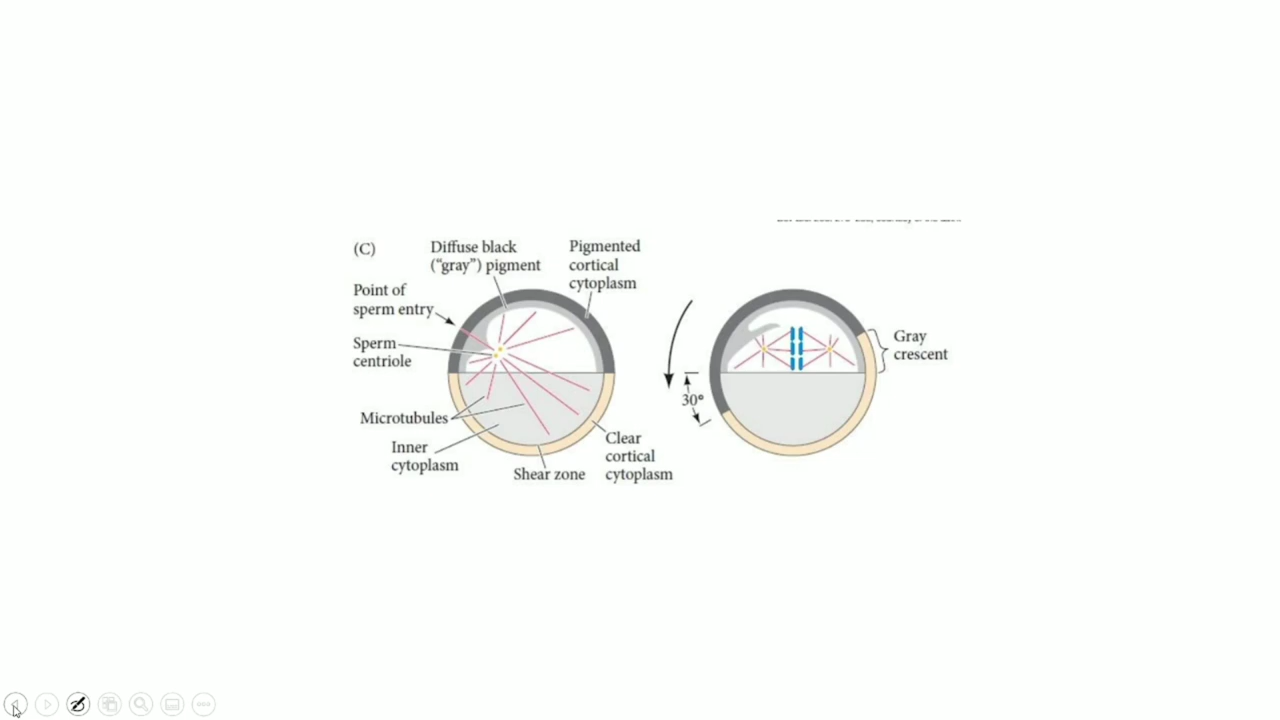 (C)
Diffuse black
(“gray”) pigment
Pigmented
cortical
cytoplasm
Point of
sperm entry
Sperm
centriole
Microtubules
Inner
cytoplasm
Shear zone
Clear
cortical
cytoplasm
30°
Gray
crescent